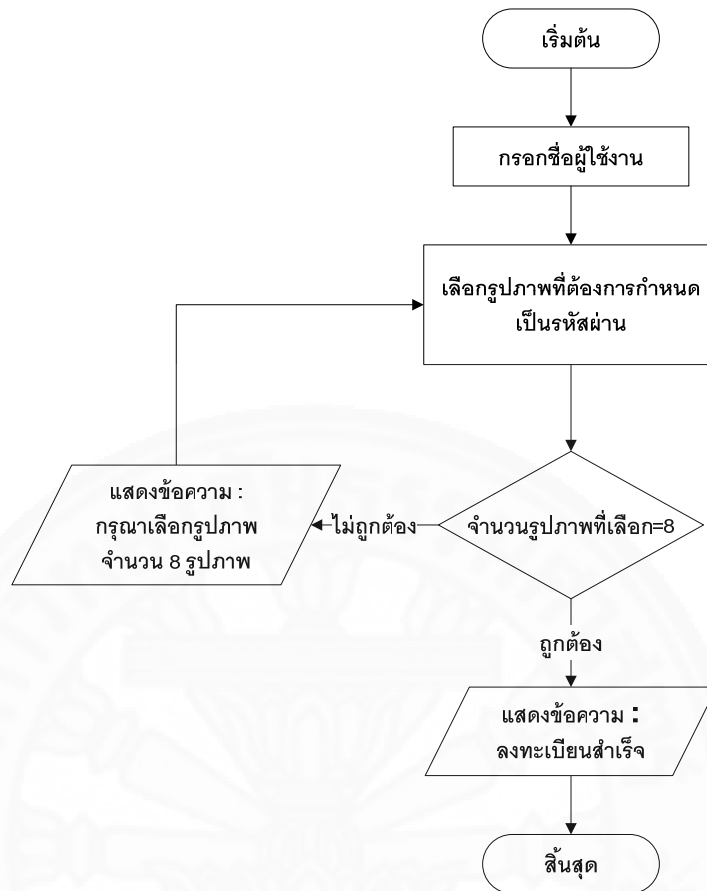 เริ่มต้น
กรอกชื่อผู้ใช้งาน
เลือกรูปภาพที่ต้องการกำหนด
เป็นรหัสผ่าน
แสดงข้อความ :
กรุณาเลือกรูปภาพ
จำนวน 8 รูปภาพ
ไม่ถูกต้อง
จำนวนรูปภาพที่เลือก=8
ถูกต้อง
แสดงข้อความ :
ลงทะเบียนสำเร็จ
สิ้นสุด